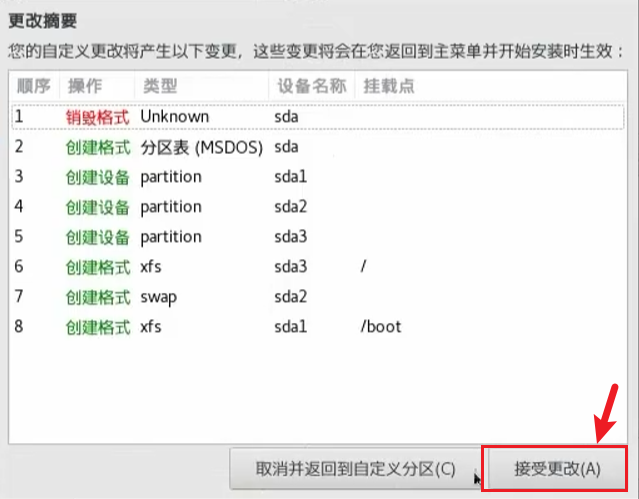 更改摘要
您的自定义更改将产生以下变更，这些变更将会在您返回到主菜单并开始安装时生效：
顺序 操作 类型 设备名称 挂载点
1 销毁格式 Unknown sda
2 创建格式 分区表 (MSDOS) sda
3 创建设备 partition sda1
4 创建设备 partition sda2
5 创建设备 partition sda3
6 创建格式 xfs sda3 /
7 创建格式 swap sda2
8 创建格式 xfs sda1 /boot
取消并返回到自定义分区(C) 接受更改(A)